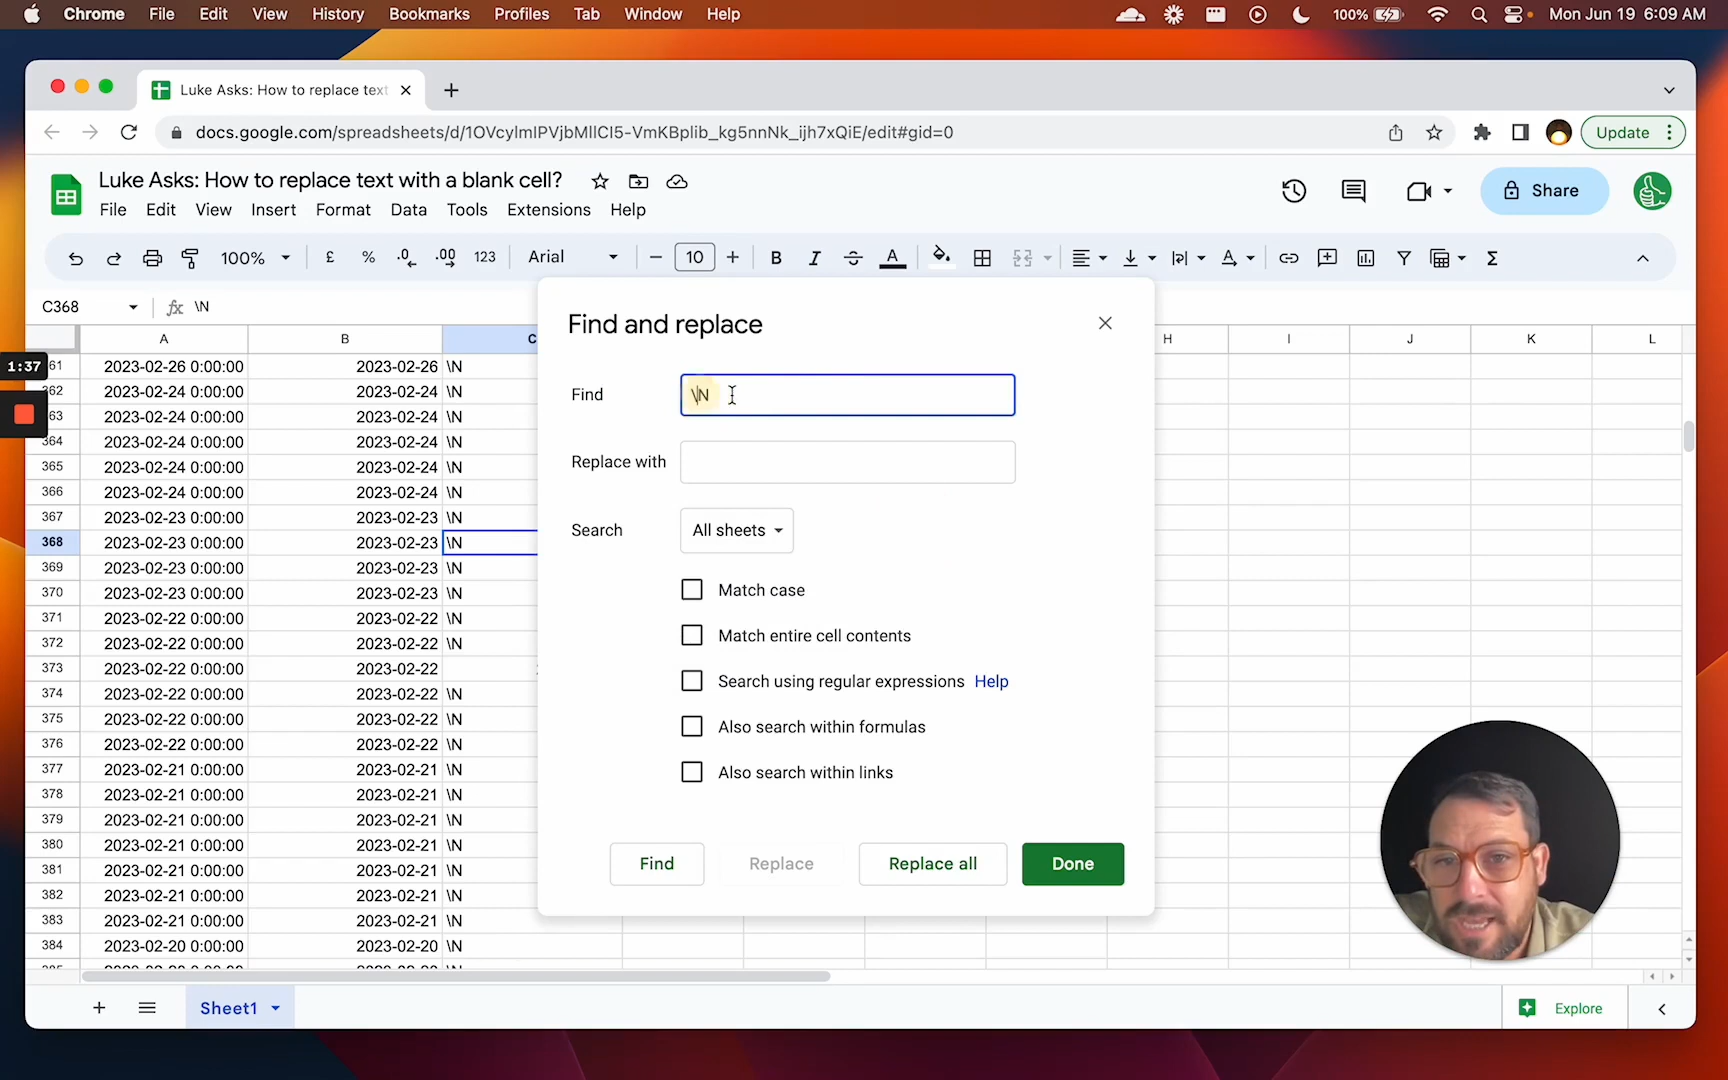 Chrome File Edit View History Bookmarks Profiles Tab Window Help 100% Mon Jun 19 6:09 AM
Luke Asks: How to replace text
docs.google.com/spreadsheets/d/1OVcylmIPVjbMlICI5-VmKBplib_kg5nnNk_ijh7xQiE/edit#gid=0 Update
Luke Asks: How to replace text with a blank cell?
File Edit View Insert Format Data Tools Extensions Help Share
100% £ % .0 .00 123 Arial 10 B I S A
C368 fx \N
Find and replace
A B C H I J K L
1:37
61 2023-02-26 0:00:00 2023-02-26 \N
362 2023-02-24 0:00:00 2023-02-24 \N
Find \N
63 2023-02-24 0:00:00 2023-02-24 \N
364 2023-02-24 0:00:00 2023-02-24 \N
Replace with
365 2023-02-24 0:00:00 2023-02-24 \N
366 2023-02-24 0:00:00 2023-02-24 \N
367 2023-02-23 0:00:00 2023-02-23 \N
Search All sheets
368 2023-02-23 0:00:00 2023-02-23 \N
369 2023-02-23 0:00:00 2023-02-23 \N
Match case
370 2023-02-23 0:00:00 2023-02-23 \N
371 2023-02-22 0:00:00 2023-02-22 \N
Match entire cell contents
372 2023-02-22 0:00:00 2023-02-22 \N
373 2023-02-22 0:00:00 2023-02-22
Search using regular expressions Help
374 2023-02-22 0:00:00 2023-02-22 \N
375 2023-02-22 0:00:00 2023-02-22 \N
Also search within formulas
376 2023-02-22 0:00:00 2023-02-22 \N
377 2023-02-21 0:00:00 2023-02-21 \N
Also search within links
378 2023-02-21 0:00:00 2023-02-21 \N
379 2023-02-21 0:00:00 2023-02-21 \N
380 2023-02-21 0:00:00 2023-02-21 \N
Find Replace Replace all Done
381 2023-02-21 0:00:00 2023-02-21 \N
382 2023-02-21 0:00:00 2023-02-21 \N
383 2023-02-21 0:00:00 2023-02-21 \N
384 2023-02-20 0:00:00 2023-02-20 \N
Sheet1 Explore